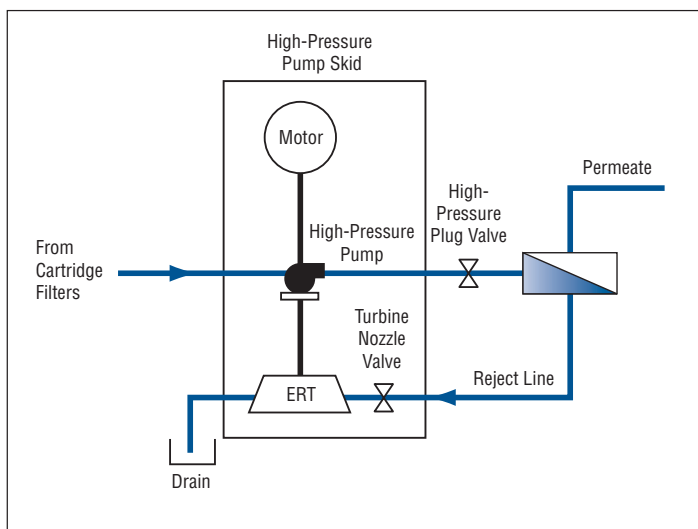 High-Pressure
Pump Skid
Motor
Permeate
High-
Pressure
Plug Valve
High-Pressure
Pump
From
Cartridge
Filters
Turbine
Nozzle
Valve
ERT
Reject Line
Drain